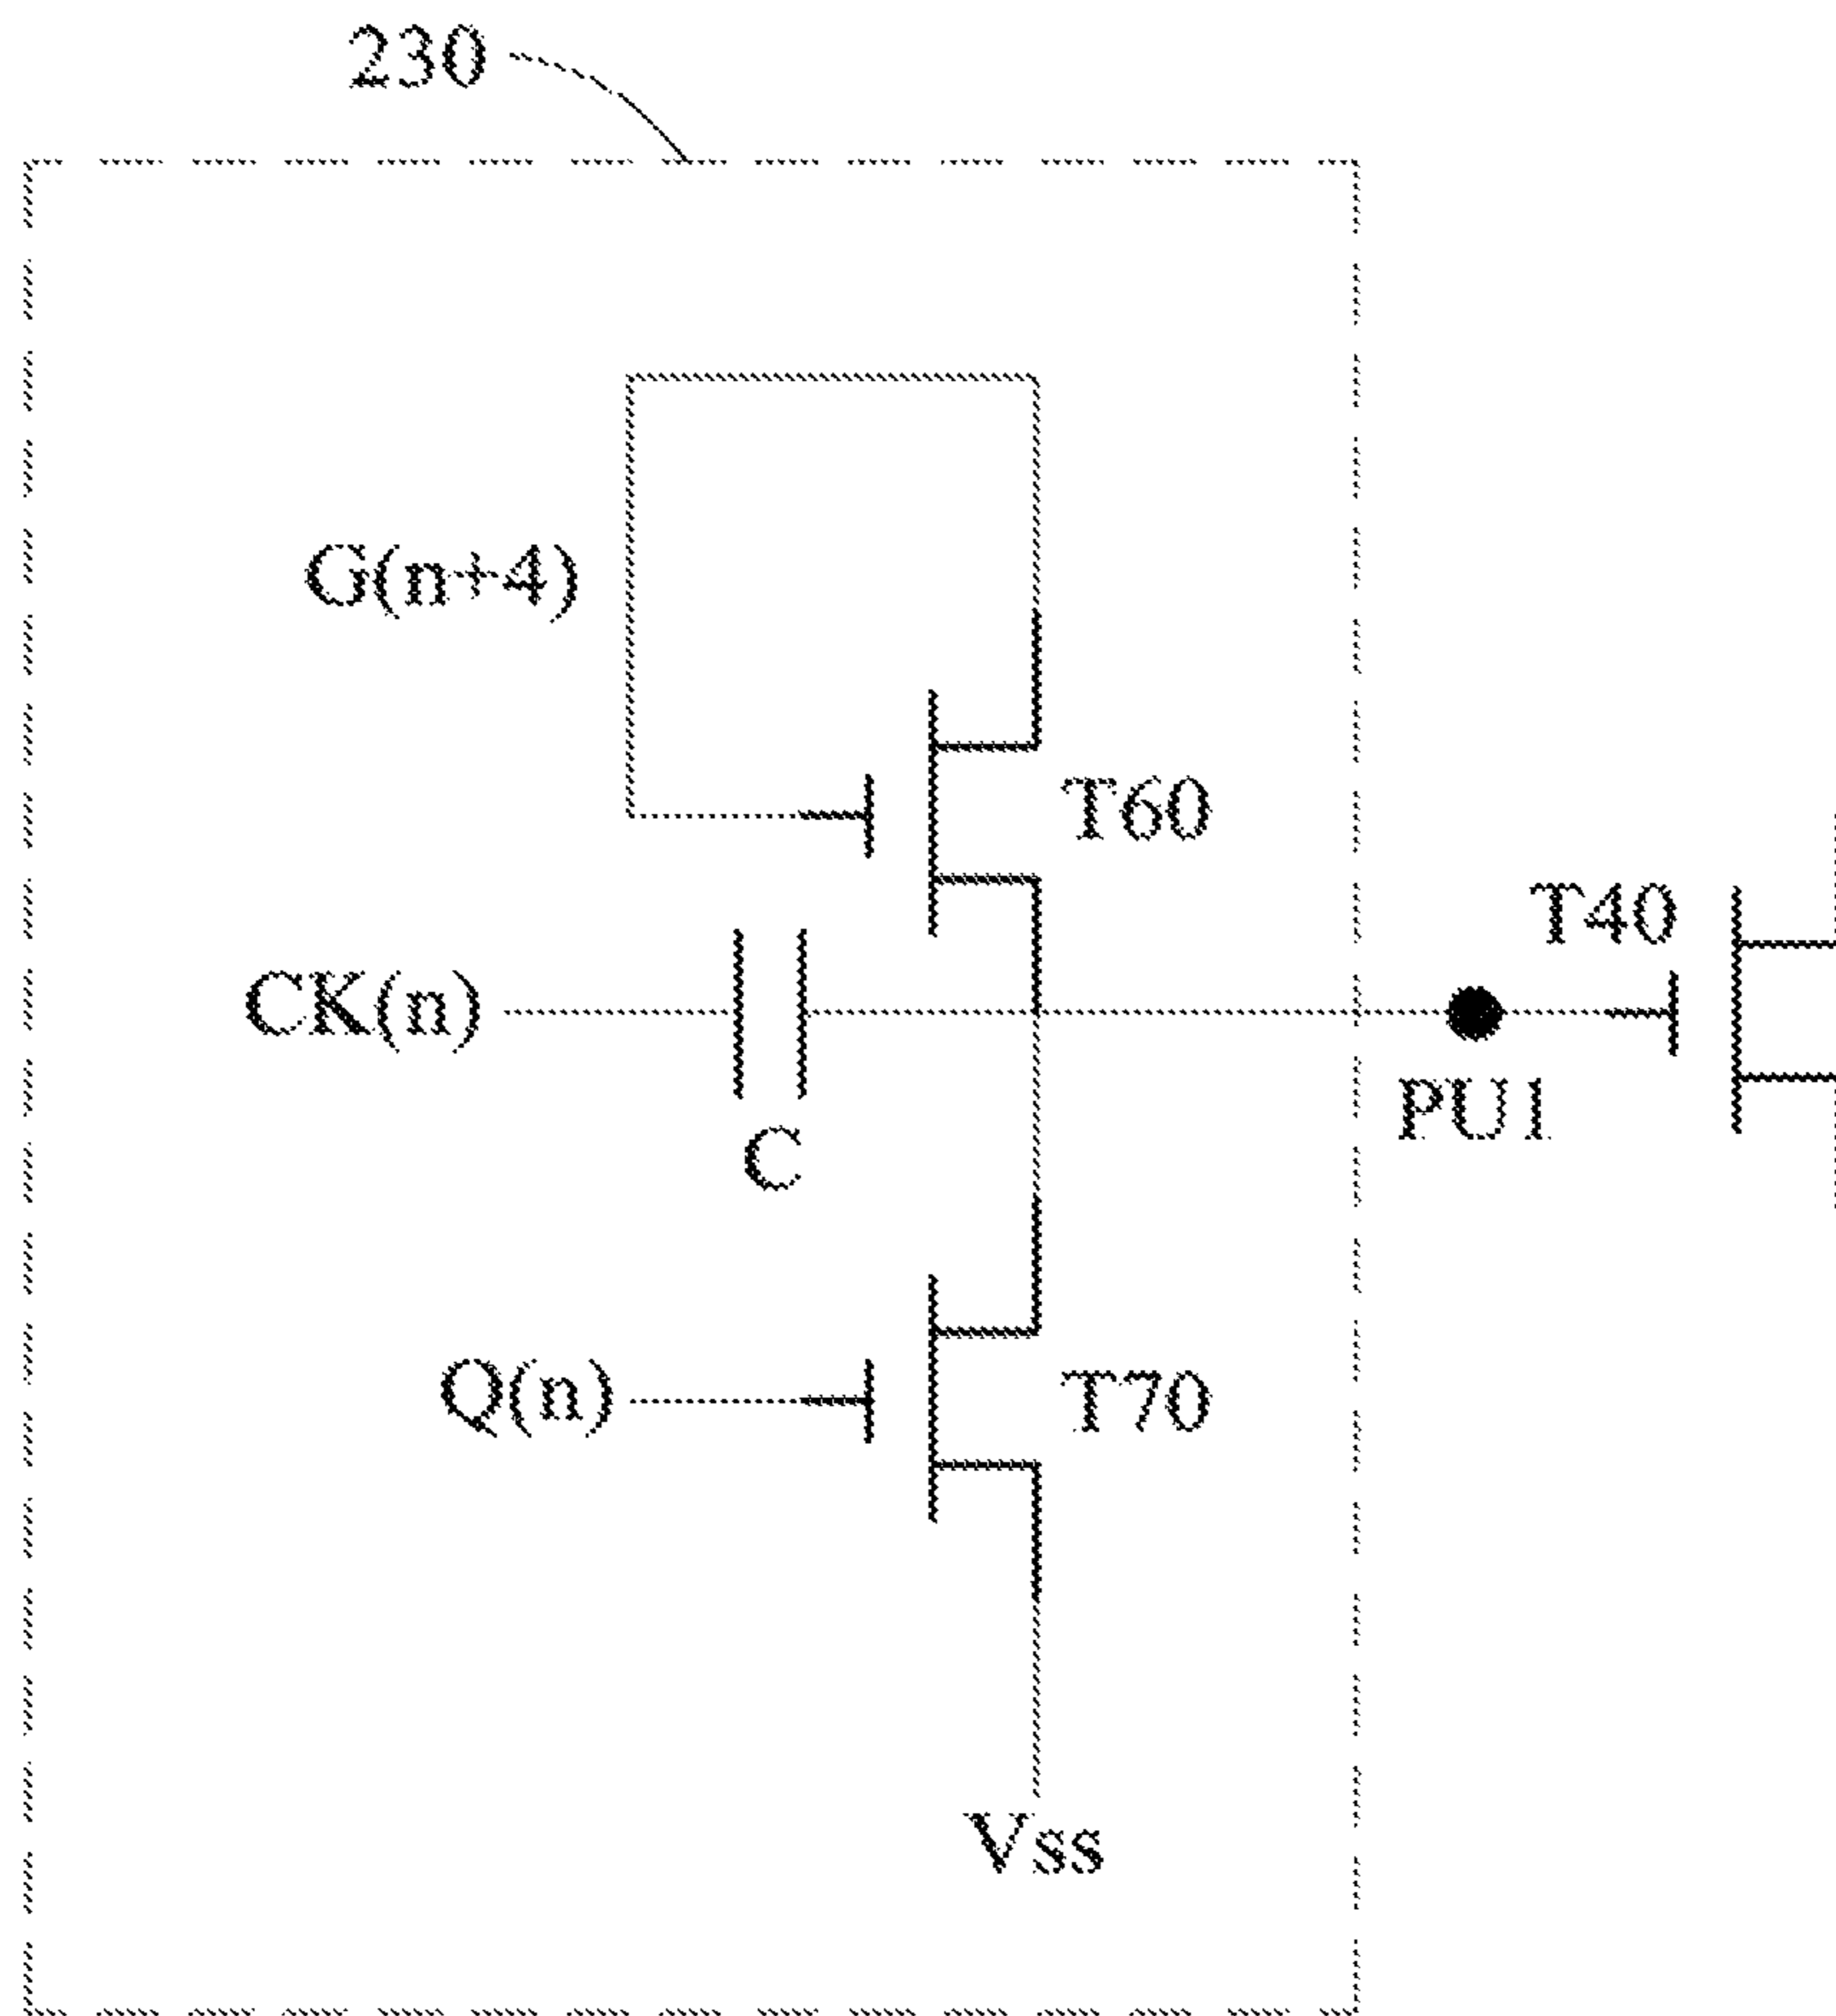 230
G(n+4)
T60
T40
CK(n)
PU1
C
Q(n)
T70
Vss